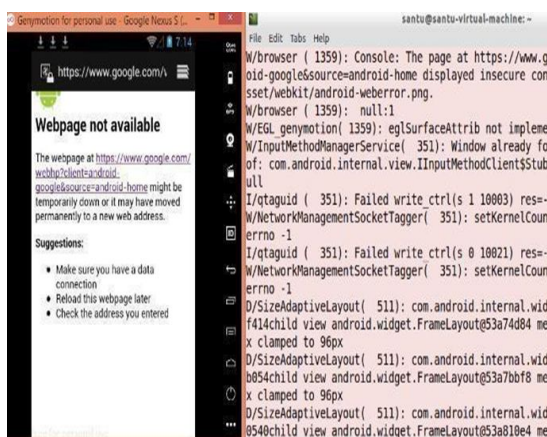 Genymotion for personal use - Google Nexus S (...
7:14
https://www.google.com/\
Webpage not available
The webpage at https://www.google.com/
webhp?client=android-
google&source=android-home might be
temporarily down or it may have moved
permanently to a new web address.
Suggestions:
Make sure you have a data
connection
Reload this webpage later
Check the address you entered
GPS
ID
santu@santu-virtual-machine: ~
File Edit Tabs Help
W/browser ( 1359): Console: The page at https://www.g
oid-google&source=android-home displayed insecure con
sset/webkit/android-weberror.png.
W/browser ( 1359): null:1
W/EGL_genymotion( 1359): eglSurfaceAttrib not impleme
W/InputMethodManagerService( 351): Window already fo
of: com.android.internal.view.IInputMethodClient$Stub
ull
I/qtaguid ( 351): Failed write_ctrl(s 1 10003) res=-
W/NetworkManagementSocketTagger( 351): setKernelCoun
errno -1
I/qtaguid ( 351): Failed write_ctrl(s 0 10021) res=-
W/NetworkManagementSocketTagger( 351): setKernelCoun
errno -1
D/SizeAdaptiveLayout( 511): com.android.internal.wid
f414child view android.widget.FrameLayout@53a74d84 me
x clamped to 96px
D/SizeAdaptiveLayout( 511): com.android.internal.wid
b054child view android.widget.FrameLayout@53a7bbf8 me
x clamped to 96px
D/SizeAdaptiveLayout( 511): com.android.internal.wid
0540child view android.widget.FrameLayout@53a810e4 me